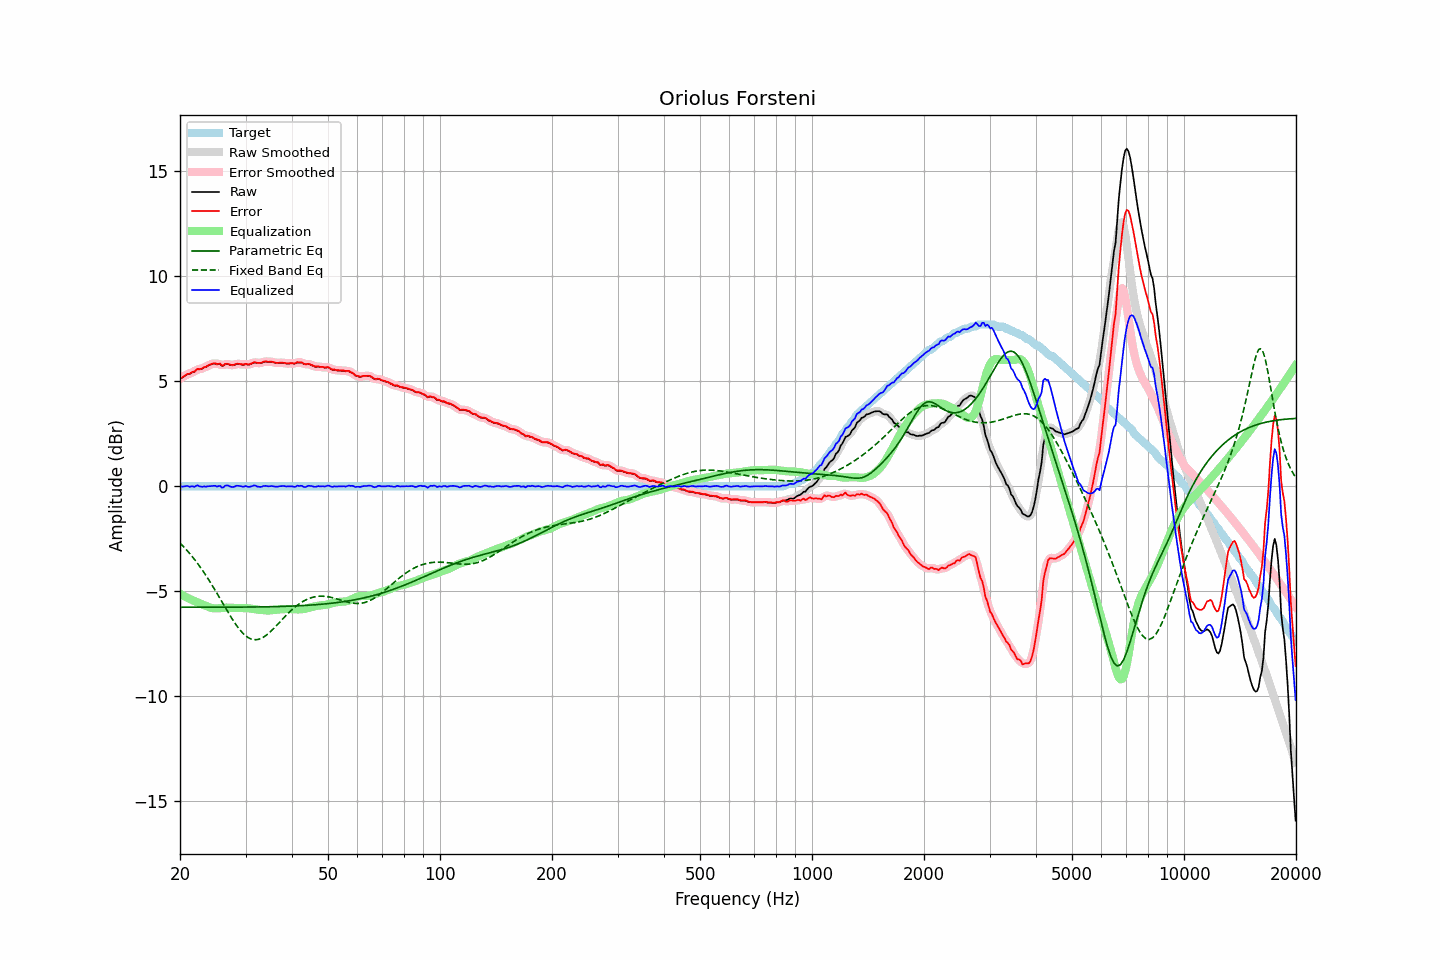 Oriolus Forsteni
Target
Raw Smoothed
Error Smoothed
Raw
Error
Equalization
Parametric Eq
Fixed Band Eq
Equalized
15
10
5
0
−5
−10
−15
Amplitude (dBr)
20
50
100
200
500
1000
2000
5000
10000
20000
Frequency (Hz)